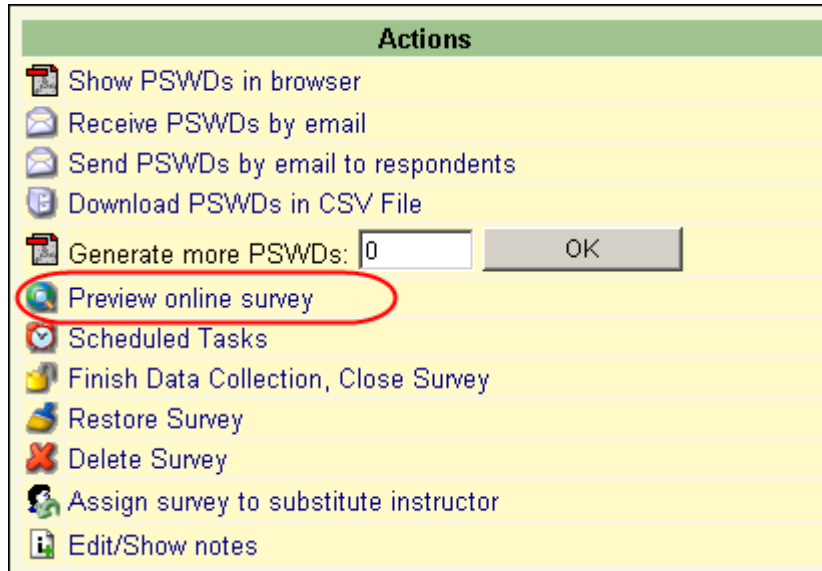 Actions
Show PSWDs in browser
Receive PSWDs by email
Send PSWDs by email to respondents
Download PSWDs in CSV File
Generate more PSWDs: 0 OK
Preview online survey
Scheduled Tasks
Finish Data Collection, Close Survey
Restore Survey
Delete Survey
Assign survey to substitute instructor
Edit/Show notes